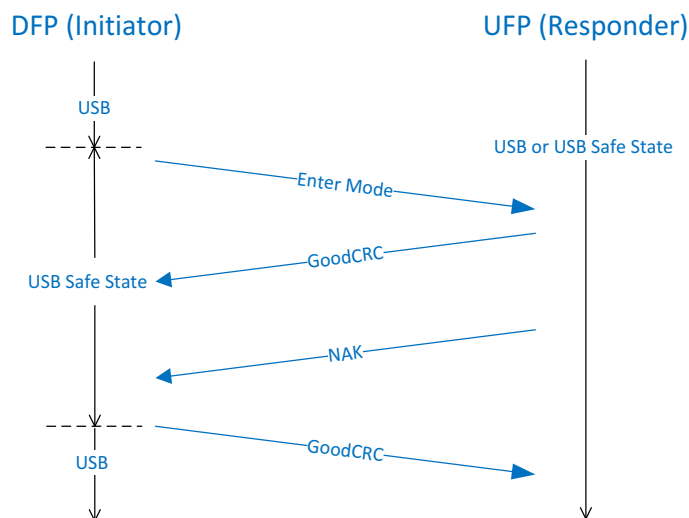 DFP (Initiator)
UFP (Responder)
USB
USB or USB Safe State
Enter Mode
GoodCRC
USB Safe State
NAK
GoodCRC
USB